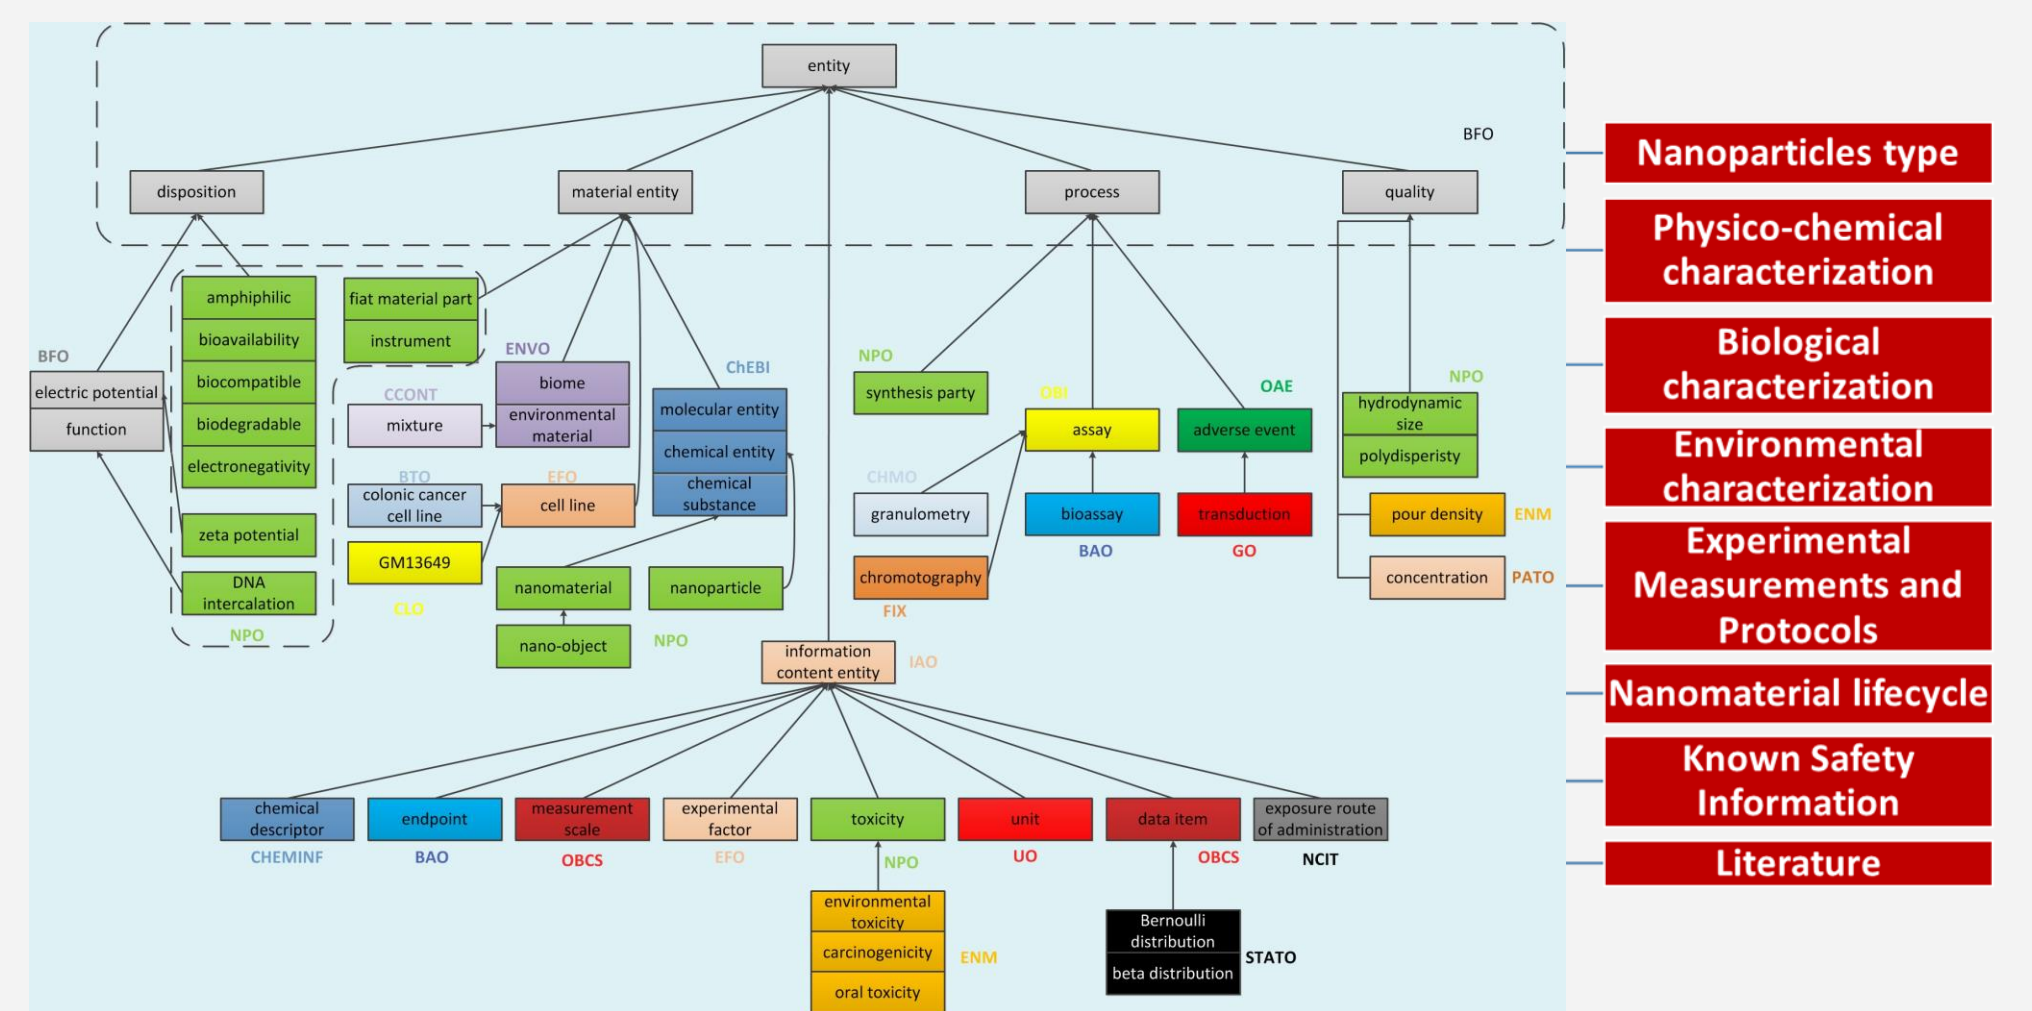 entity
BFO
disposition
material entity
process
quality
amphiphilic
bioavailability
biocompatible
biodegradable
electronegativity
zeta potential
DNA
intercalation
NPO
fiat material part
instrument
BFO
electric potential
function
ENVO
biome
environmental
material
CCONT
mixture
BTO
colonic cancer
cell line
EFO
cell line
GM13649
CLO
ChEBI
molecular entity
chemical entity
chemical
substance
nanomaterial
nano-object
nanoparticle
NPO
NPO
synthesis party
OBI
assay
OAE
adverse event
CHMO
granulometry
bioassay
BAO
transduction
GO
chromotography
FIX
NPO
hydrodynamic
size
polydisperisty
pour density
ENM
concentration
PATO
information
content entity
IAO
chemical
descriptor
CHEMINF
endpoint
BAO
measurement
scale
OBCS
experimental
factor
EFO
toxicity
NPO
unit
UO
data item
OBCS
exposure route
of administration
NCIT
environmental
toxicity
carcinogenicity
oral toxicity
ENM
Bernoulli
distribution
beta distribution
STATO
Nanoparticles type
Physico-chemical
characterization
Biological
characterization
Environmental
characterization
Experimental
Measurements and
Protocols
Nanomaterial lifecycle
Known Safety
Information
Literature